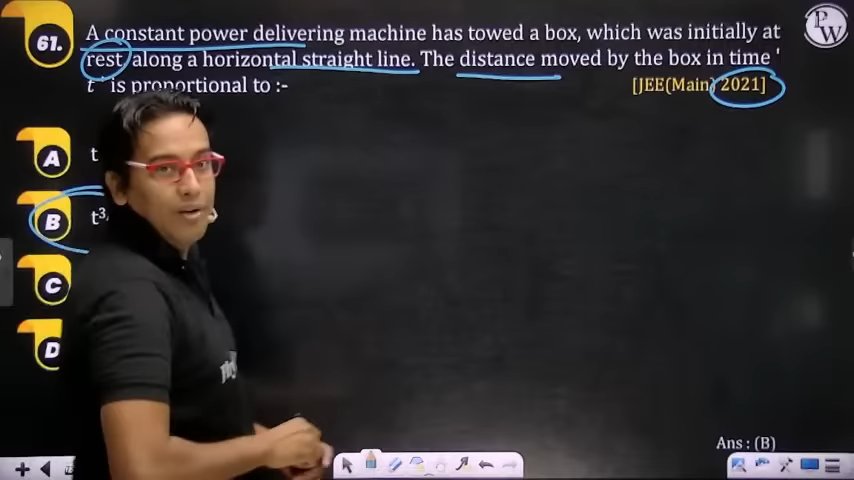 61.
A constant power delivering machine has towed a box, which was initially at
rest along a horizontal straight line. The distance moved by the box in time '
t ' is proportional to :-
[JEE(Main) 2021]
A t
B t³
C
D
Ans : (B)
PW